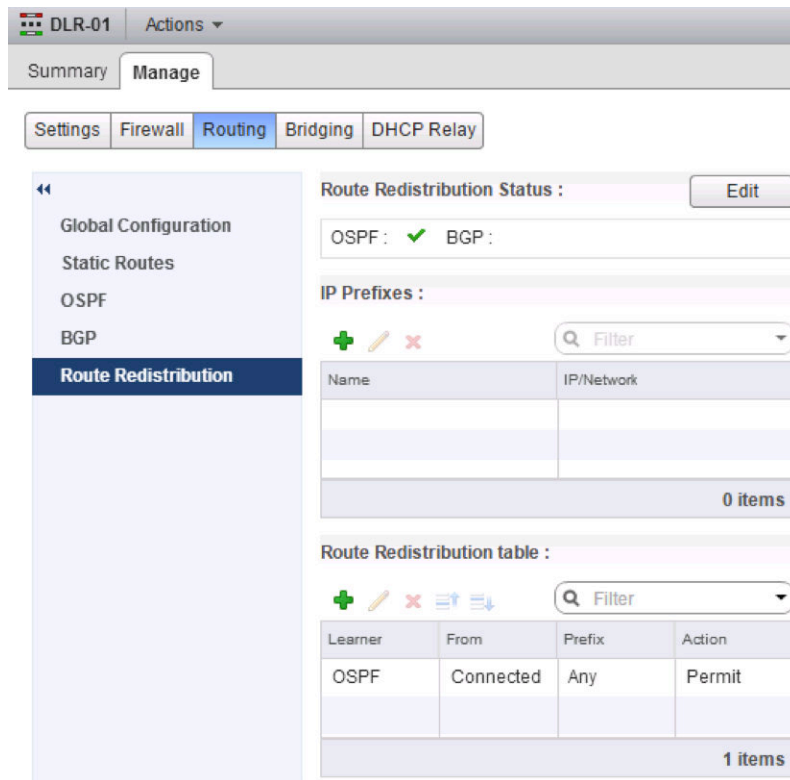 DLR-01 Actions
Summary Manage
Settings Firewall Routing Bridging DHCP Relay
Global Configuration
Static Routes
OSPF
BGP
Route Redistribution
Route Redistribution Status : Edit
OSPF : BGP :
IP Prefixes :
Filter
Name IP/Network
0 items
Route Redistribution table :
Filter
Learner From Prefix Action
OSPF Connected Any Permit
1 items